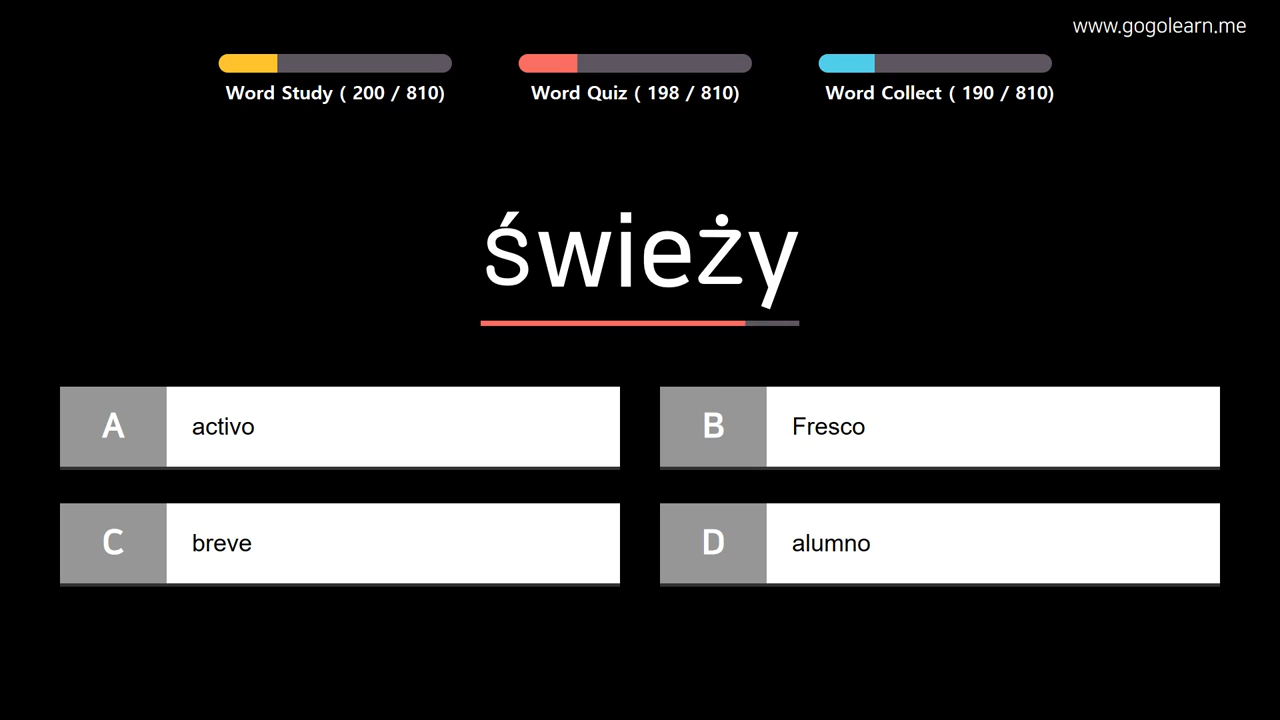 www.gogolearn.me
Word Study ( 200 / 810)
Word Quiz ( 198 / 810)
Word Collect ( 190 / 810)
świeży
A activo
B Fresco
C breve
D alumno